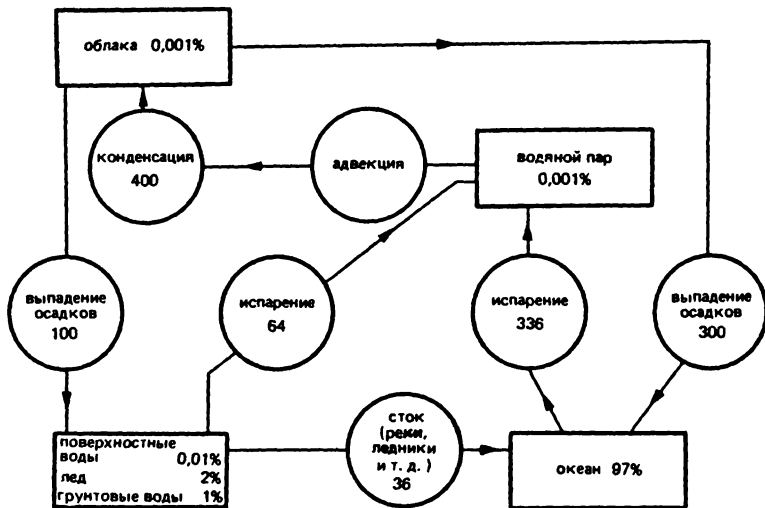 облака 0,001%
конденсация
400
адвекция
водяной пар
0,001%
выпадение
осадков
100
испарение
64
испарение
336
выпадение
осадков
300
поверхностные
воды 0,01%
лед 2%
грунтовые воды 1%
сток
(реки,
ледники
и т. д. )
36
океан 97%